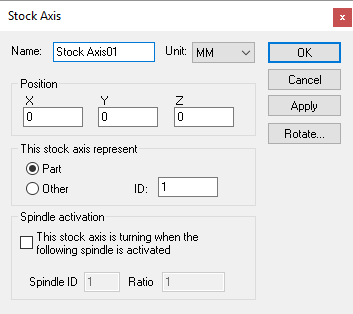 Stock Axis
x
Name: Stock Axis01 Unit: MM OK
Cancel
Apply
Rotate...
Position
X Y Z
0 0 0
This stock axis represent
Part
Other ID: 1
Spindle activation
This stock axis is turning when the
following spindle is activated
Spindle ID 1 Ratio 1